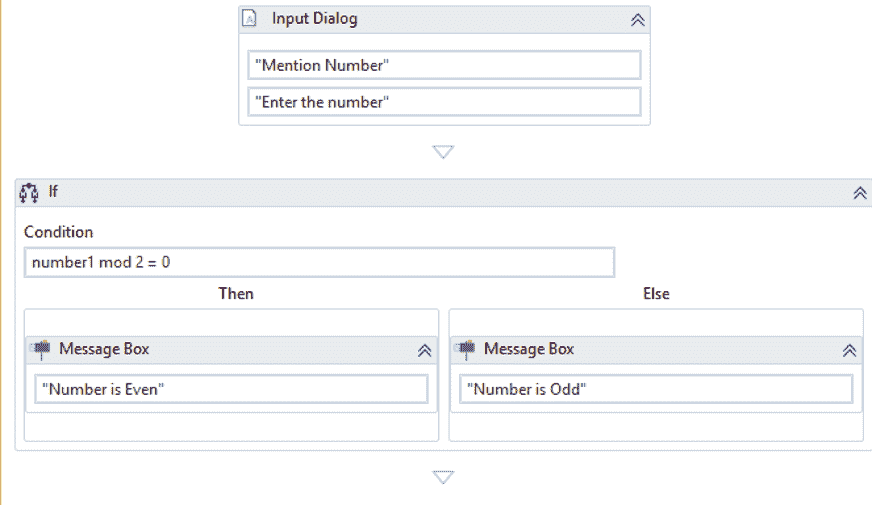 Input Dialog
"Mention Number"
"Enter the number"
If
Condition
number1 mod 2 = 0
Then
Else
Message Box
Message Box
"Number is Even"
"Number is Odd"